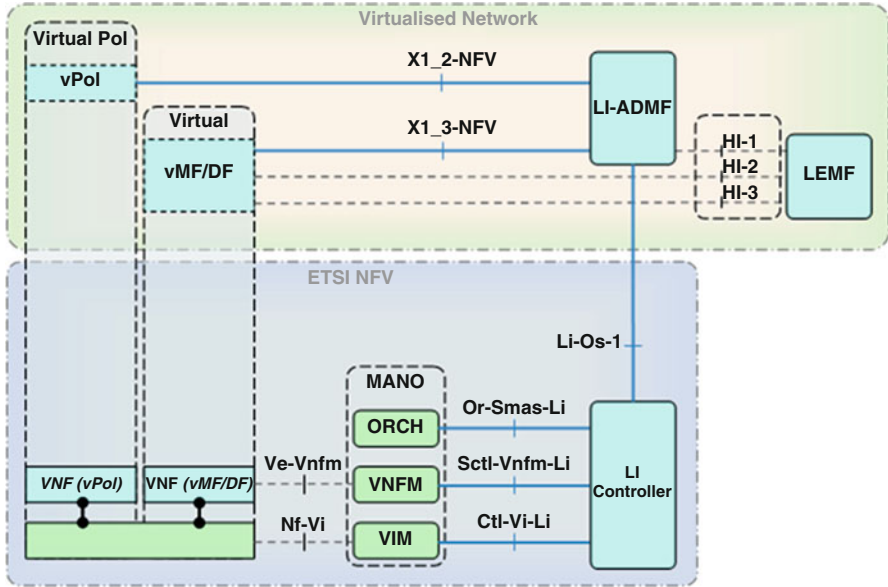 Virtualised Network
Virtual Pol
vPol
X1_2-NFV
LI-ADMF
Virtual
X1_3-NFV
vMF/DF
HI-1
HI-2
HI-3
LEMF
ETSI NFV
Li-Os-1
MANO
ORCH
Or-Smas-Li
VNF (vPol)
VNF (vMF/DF)
Ve-Vnfm
VNFM
Sctl-Vnfm-Li
LI
Controller
Nf-Vi
VIM
Ctl-Vi-Li